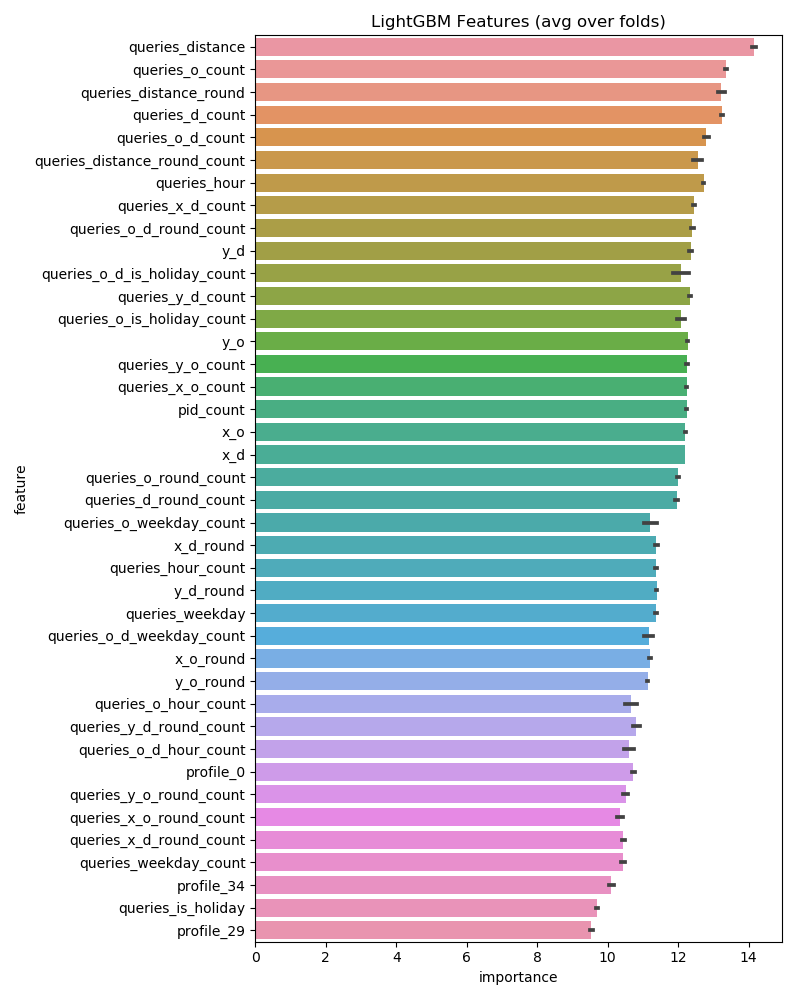 LightGBM Features (avg over folds)
feature
queries_distance
queries_o_count
queries_distance_round
queries_d_count
queries_o_d_count
queries_distance_round_count
queries_hour
queries_x_d_count
queries_o_d_round_count
y_d
queries_o_d_is_holiday_count
queries_y_d_count
queries_o_is_holiday_count
y_o
queries_y_o_count
queries_x_o_count
pid_count
x_o
x_d
queries_o_round_count
queries_d_round_count
queries_o_weekday_count
x_d_round
queries_hour_count
y_d_round
queries_weekday
queries_o_d_weekday_count
x_o_round
y_o_round
queries_o_hour_count
queries_y_d_round_count
queries_o_d_hour_count
profile_0
queries_y_o_round_count
queries_x_o_round_count
queries_x_d_round_count
queries_weekday_count
profile_34
queries_is_holiday
profile_29
0 2 4 6 8 10 12 14
importance